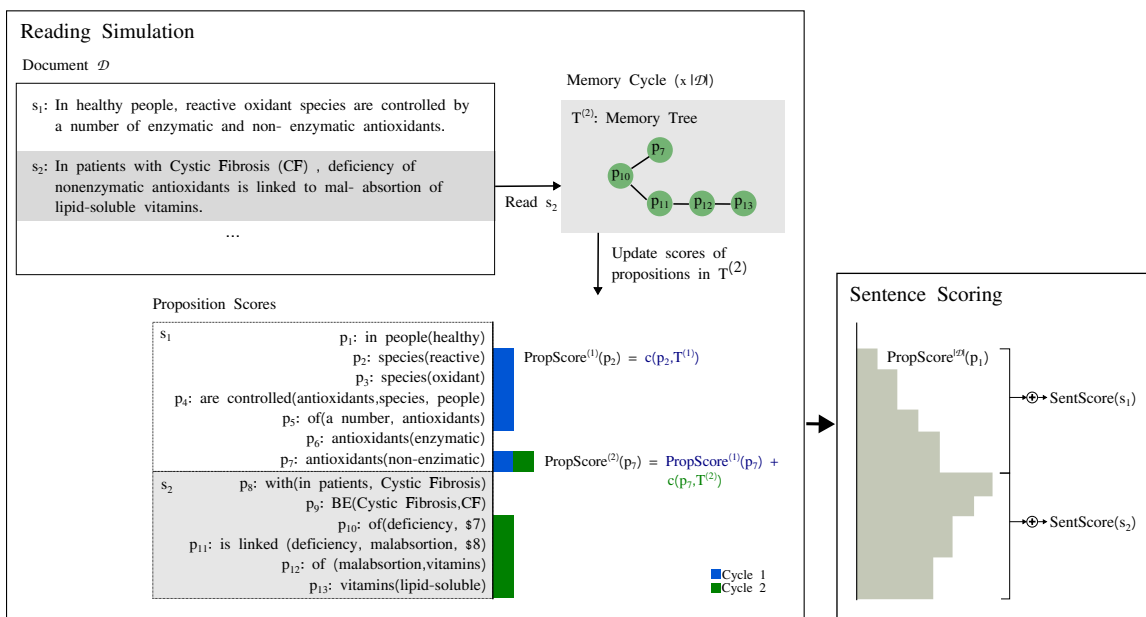 Reading Simulation
Document 𝒟
s₁: In healthy people, reactive oxidant species are controlled by
a number of enzymatic and non- enzymatic antioxidants.
s₂: In patients with Cystic Fibrosis (CF) , deficiency of
nonenzymatic antioxidants is linked to mal- absortion of
lipid-soluble vitamins.
...
Read s₂
Memory Cycle (x |𝒟|)
T⁽²⁾: Memory Tree
p₇
p₁₀
p₁₁ p₁₂ p₁₃
Update scores of
propositions in T⁽²⁾
Proposition Scores
s₁
p₁: in people(healthy)
p₂: species(reactive)
p₃: species(oxidant)
p₄: are controlled(antioxidants,species, people)
p₅: of(a number, antioxidants)
p₆: antioxidants(enzymatic)
p₇: antioxidants(non-enzimatic)
s₂
p₈: with(in patients, Cystic Fibrosis)
p₉: BE(Cystic Fibrosis,CF)
p₁₀: of(deficiency, $7)
p₁₁: is linked (deficiency, malabsortion, $8)
p₁₂: of (malabsortion,vitamins)
p₁₃: vitamins(lipid-soluble)
PropScore⁽¹⁾(p₂) = c(p₂,T⁽¹⁾)
PropScore⁽²⁾(p₇) = PropScore⁽¹⁾(p₇) +
c(p₇,T⁽²⁾)
Cycle 1
Cycle 2
Sentence Scoring
PropScore^|𝒟|(p₁)
SentScore(s₁)
SentScore(s₂)